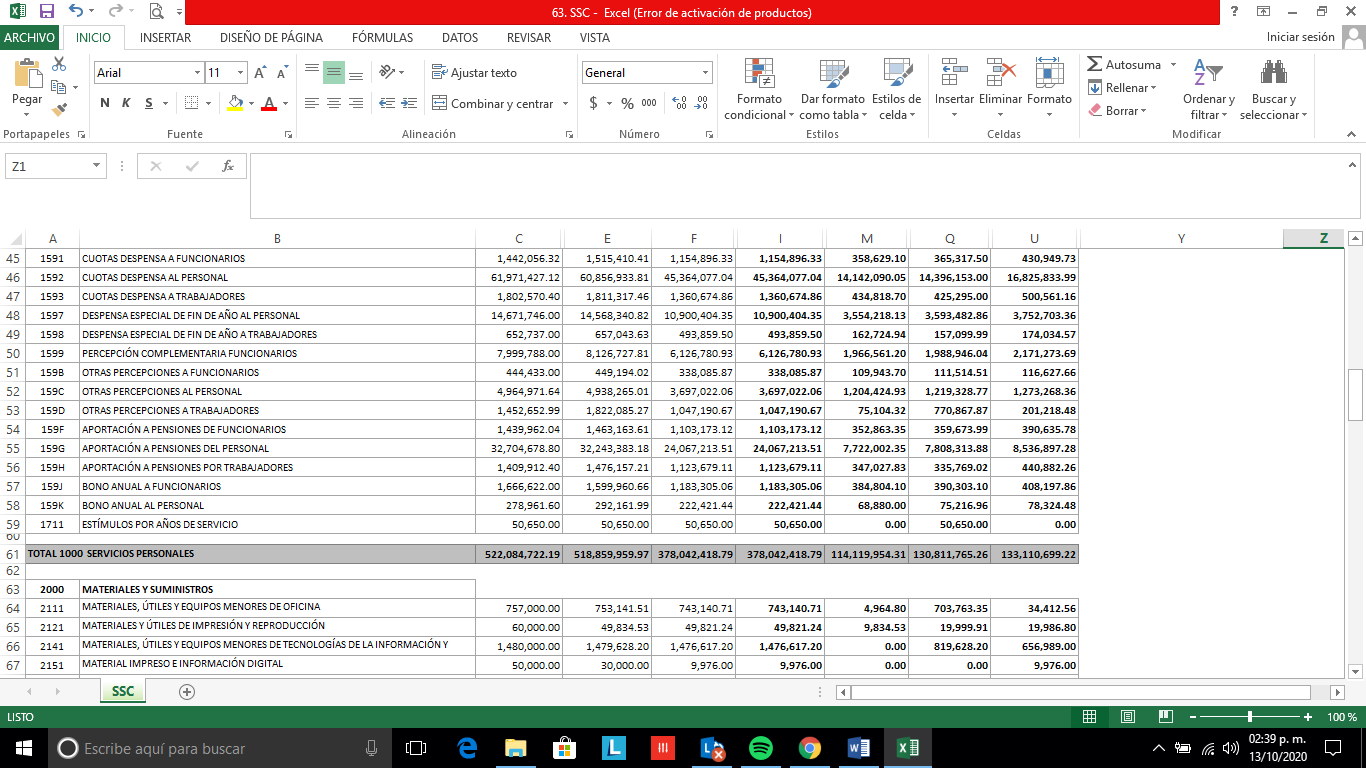 63. SSC - Excel (Error de activación de productos)
ARCHIVO INICIO INSERTAR DISEÑO DE PÁGINA FÓRMULAS DATOS REVISAR VISTA Iniciar sesión
Pegar
Arial 11
N K S
Ajustar texto
Combinar y centrar
General
$ % 000
Formato condicional
Dar formato como tabla
Estilos de celda
Insertar Eliminar Formato
Autosuma
Rellenar
Borrar
Ordenar y filtrar
Buscar y seleccionar
Portapapeles Fuente Alineación Número Estilos Celdas Modificar
Z1 fx
A B C E F I M Q U Y Z
45 1591 CUOTAS DESPENSA A FUNCIONARIOS 1,442,056.32 1,515,410.41 1,154,896.33 1,154,896.33 358,629.10 365,317.50 430,949.73
46 1592 CUOTAS DESPENSA AL PERSONAL 61,971,427.12 60,856,933.81 45,364,077.04 45,364,077.04 14,142,090.05 14,396,153.00 16,825,833.99
47 1593 CUOTAS DESPENSA A TRABAJADORES 1,802,570.40 1,811,317.46 1,360,674.86 1,360,674.86 434,818.70 425,295.00 500,561.16
48 1597 DESPENSA ESPECIAL DE FIN DE AÑO AL PERSONAL 14,671,746.00 14,568,340.82 10,900,404.35 10,900,404.35 3,554,218.13 3,593,482.86 3,752,703.36
49 1598 DESPENSA ESPECIAL DE FIN DE AÑO A TRABAJADORES 652,737.00 657,043.63 493,859.50 493,859.50 162,724.94 157,099.99 174,034.57
50 1599 PERCEPCIÓN COMPLEMENTARIA FUNCIONARIOS 7,999,788.00 8,126,727.81 6,126,780.93 6,126,780.93 1,966,561.20 1,988,946.04 2,171,273.69
51 159B OTRAS PERCEPCIONES A FUNCIONARIOS 444,433.00 449,194.02 338,085.87 338,085.87 109,943.70 111,514.51 116,627.66
52 159C OTRAS PERCEPCIONES AL PERSONAL 4,964,971.64 4,938,265.01 3,697,022.06 3,697,022.06 1,204,424.93 1,219,328.77 1,273,268.36
53 159D OTRAS PERCEPCIONES A TRABAJADORES 1,452,652.99 1,822,085.27 1,047,190.67 1,047,190.67 75,104.32 770,867.87 201,218.48
54 159F APORTACIÓN A PENSIONES DE FUNCIONARIOS 1,439,962.04 1,463,163.61 1,103,173.12 1,103,173.12 352,863.35 359,673.99 390,635.78
55 159G APORTACIÓN A PENSIONES DEL PERSONAL 32,704,678.80 32,243,383.18 24,067,213.51 24,067,213.51 7,722,002.35 7,808,313.88 8,536,897.28
56 159H APORTACIÓN A PENSIONES POR TRABAJADORES 1,409,912.40 1,476,157.21 1,123,679.11 1,123,679.11 347,027.83 335,769.02 440,882.26
57 159J BONO ANUAL A FUNCIONARIOS 1,666,622.00 1,599,960.66 1,183,305.06 1,183,305.06 384,804.10 390,303.10 408,197.86
58 159K BONO ANUAL AL PERSONAL 278,961.60 292,161.99 222,421.44 222,421.44 68,880.00 75,216.96 78,324.48
59 1711 ESTÍMULOS POR AÑOS DE SERVICIO 50,650.00 50,650.00 50,650.00 50,650.00 0.00 50,650.00 0.00
60
61 TOTAL 1000 SERVICIOS PERSONALES 522,084,722.19 518,859,959.97 378,042,418.79 378,042,418.79 114,119,954.31 130,811,765.26 133,110,699.22
62
63 2000 MATERIALES Y SUMINISTROS
64 2111 MATERIALES, ÚTILES Y EQUIPOS MENORES DE OFICINA 757,000.00 753,141.51 743,140.71 743,140.71 4,964.80 703,763.35 34,412.56
65 2121 MATERIALES Y ÚTILES DE IMPRESIÓN Y REPRODUCCIÓN 60,000.00 49,834.53 49,821.24 49,821.24 9,834.53 19,999.91 19,986.80
66 2141 MATERIALES, ÚTILES Y EQUIPOS MENORES DE TECNOLOGÍAS DE LA INFORMACIÓN Y 1,480,000.00 1,479,628.20 1,476,617.20 1,476,617.20 0.00 819,628.20 656,989.00
67 2151 MATERIAL IMPRESO E INFORMACIÓN DIGITAL 50,000.00 30,000.00 9,976.00 9,976.00 0.00 0.00 9,976.00
SSC
LISTO 100 %
Escribe aquí para buscar
02:39 p. m.
13/10/2020